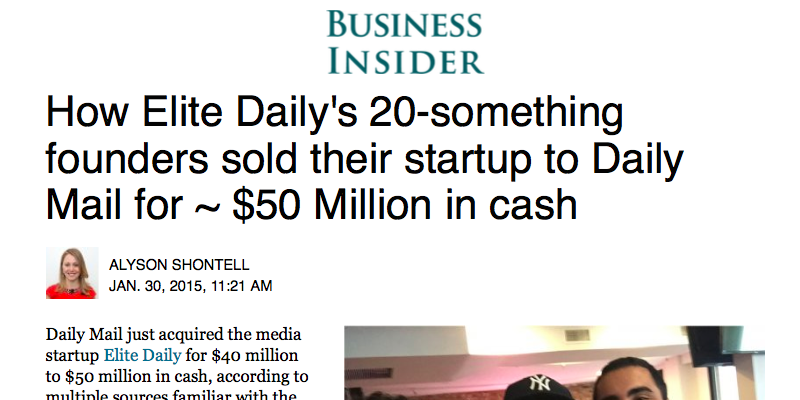 BUSINESS
INSIDER
How Elite Daily's 20-something
founders sold their startup to Daily
Mail for ~ $50 Million in cash
ALYSON SHONTELL
JAN. 30, 2015, 11:21 AM
Daily Mail just acquired the media
startup Elite Daily for $40 million
to $50 million in cash, according to
multiple sources familiar with the
NY